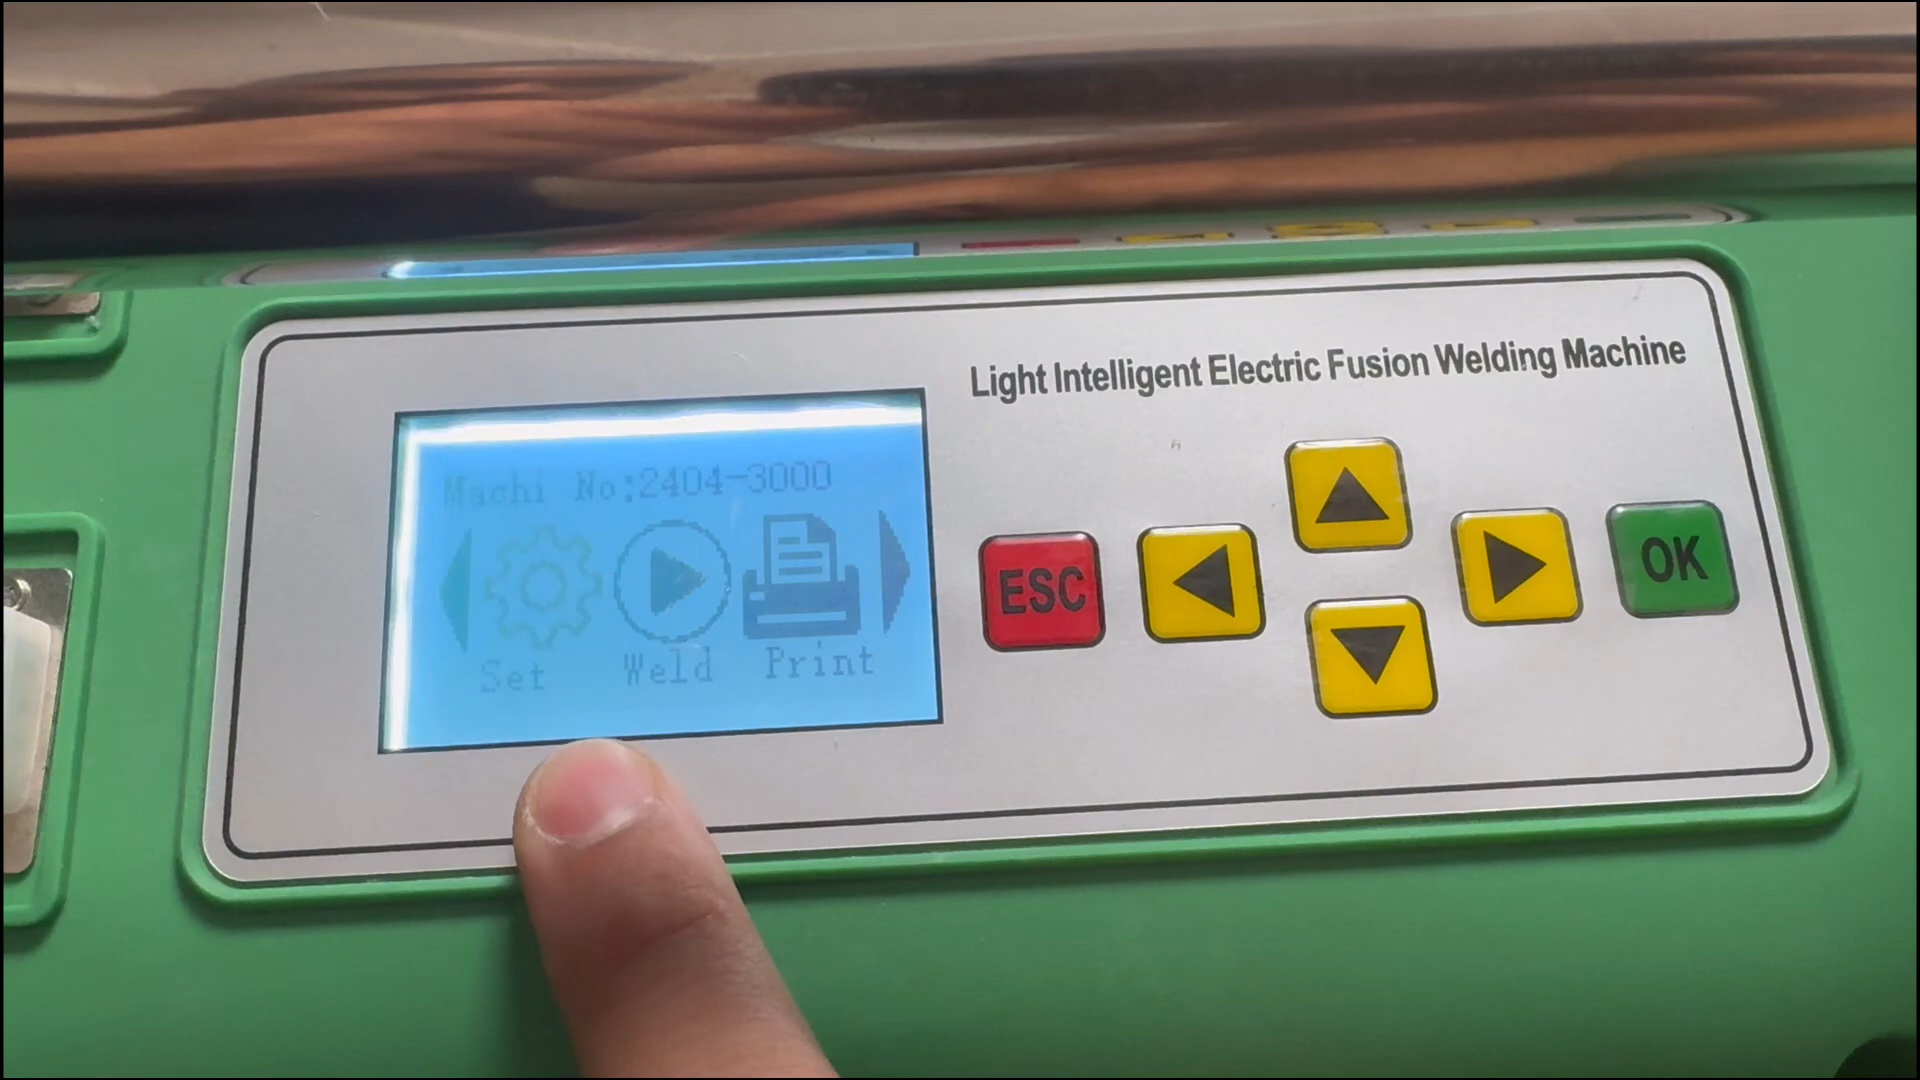 Light Intelligent Electric Fusion Welding Machine
Machi No:2404-3000
Set Weld Print
ESC
OK